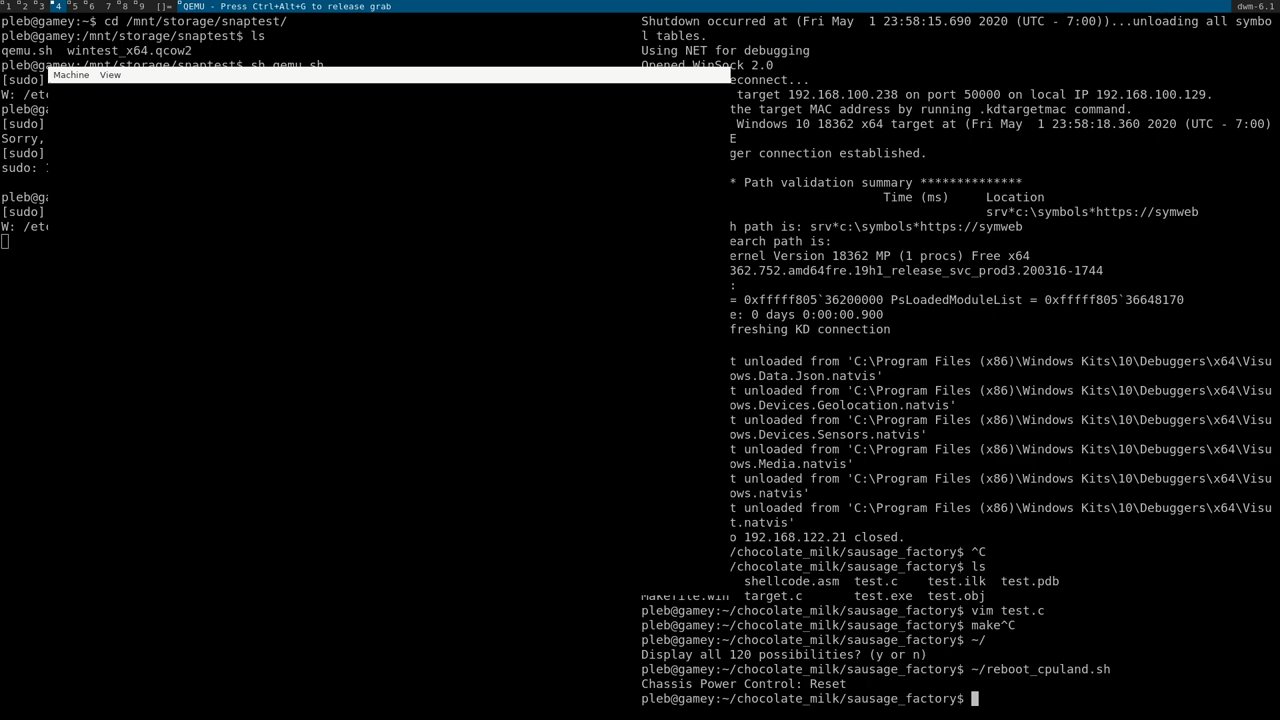 1 2 3 4 5 6 7 8 9 []= QEMU - Press Ctrl+Alt+G to release grab dwm-6.1
pleb@gamey:~$ cd /mnt/storage/snaptest/
pleb@gamey:/mnt/storage/snaptest$ ls
qemu.sh wintest_x64.qcow2
pleb@gamey:/mnt/storage/snaptest$ sh qemu.sh
[sudo]
W: /etc
pleb@ga
[sudo]
Sorry,
[sudo]
sudo:
pleb@ga
[sudo]
W: /etc
Machine View
Shutdown occurred at (Fri May 1 23:58:15.690 2020 (UTC - 7:00))...unloading all symbo
l tables.
Using NET for debugging
Opened WinSock 2.0
econnect...
target 192.168.100.238 on port 50000 on local IP 192.168.100.129.
the target MAC address by running .kdtargetmac command.
Windows 10 18362 x64 target at (Fri May 1 23:58:18.360 2020 (UTC - 7:00)
E
ger connection established.
* Path validation summary **************
Time (ms) Location
srv*c:\symbols*https://symweb
h path is: srv*c:\symbols*https://symweb
earch path is:
ernel Version 18362 MP (1 procs) Free x64
362.752.amd64fre.19h1_release_svc_prod3.200316-1744
:
= 0xfffff805`36200000 PsLoadedModuleList = 0xfffff805`36648170
e: 0 days 0:00:00.900
freshing KD connection
t unloaded from 'C:\Program Files (x86)\Windows Kits\10\Debuggers\x64\Visu
ows.Data.Json.natvis'
t unloaded from 'C:\Program Files (x86)\Windows Kits\10\Debuggers\x64\Visu
ows.Devices.Geolocation.natvis'
t unloaded from 'C:\Program Files (x86)\Windows Kits\10\Debuggers\x64\Visu
ows.Devices.Sensors.natvis'
t unloaded from 'C:\Program Files (x86)\Windows Kits\10\Debuggers\x64\Visu
ows.Media.natvis'
t unloaded from 'C:\Program Files (x86)\Windows Kits\10\Debuggers\x64\Visu
ows.natvis'
t unloaded from 'C:\Program Files (x86)\Windows Kits\10\Debuggers\x64\Visu
t.natvis'
o 192.168.122.21 closed.
/chocolate_milk/sausage_factory$ ^C
/chocolate_milk/sausage_factory$ ls
shellcode.asm test.c test.ilk test.pdb
Makefile.win target.c test.exe test.obj
pleb@gamey:~/chocolate_milk/sausage_factory$ vim test.c
pleb@gamey:~/chocolate_milk/sausage_factory$ make^C
pleb@gamey:~/chocolate_milk/sausage_factory$ ~/
Display all 120 possibilities? (y or n)
pleb@gamey:~/chocolate_milk/sausage_factory$ ~/reboot_cpuland.sh
Chassis Power Control: Reset
pleb@gamey:~/chocolate_milk/sausage_factory$